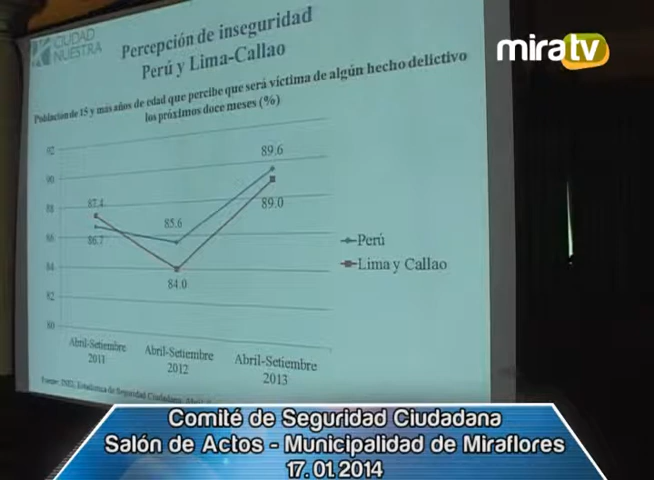 CIUDAD
NUESTRA
miratv
Percepción de inseguridad
Perú y Lima-Callao
Población de 15 y más años de edad que percibe que será víctima de algún hecho delictivo
los próximos doce meses (%)
92
90
88
86
84
82
80
87.4
86.7
85.6
84.0
89.6
89.0
Perú
Lima y Callao
Abril-Setiembre
2011
Abril-Setiembre
2012
Abril-Setiembre
2013
Fuente: INEI, Estadística de Seguridad Ciudadana, Abril
Comité de Seguridad Ciudadana
Salón de Actos - Municipalidad de Miraflores
17.01.2014